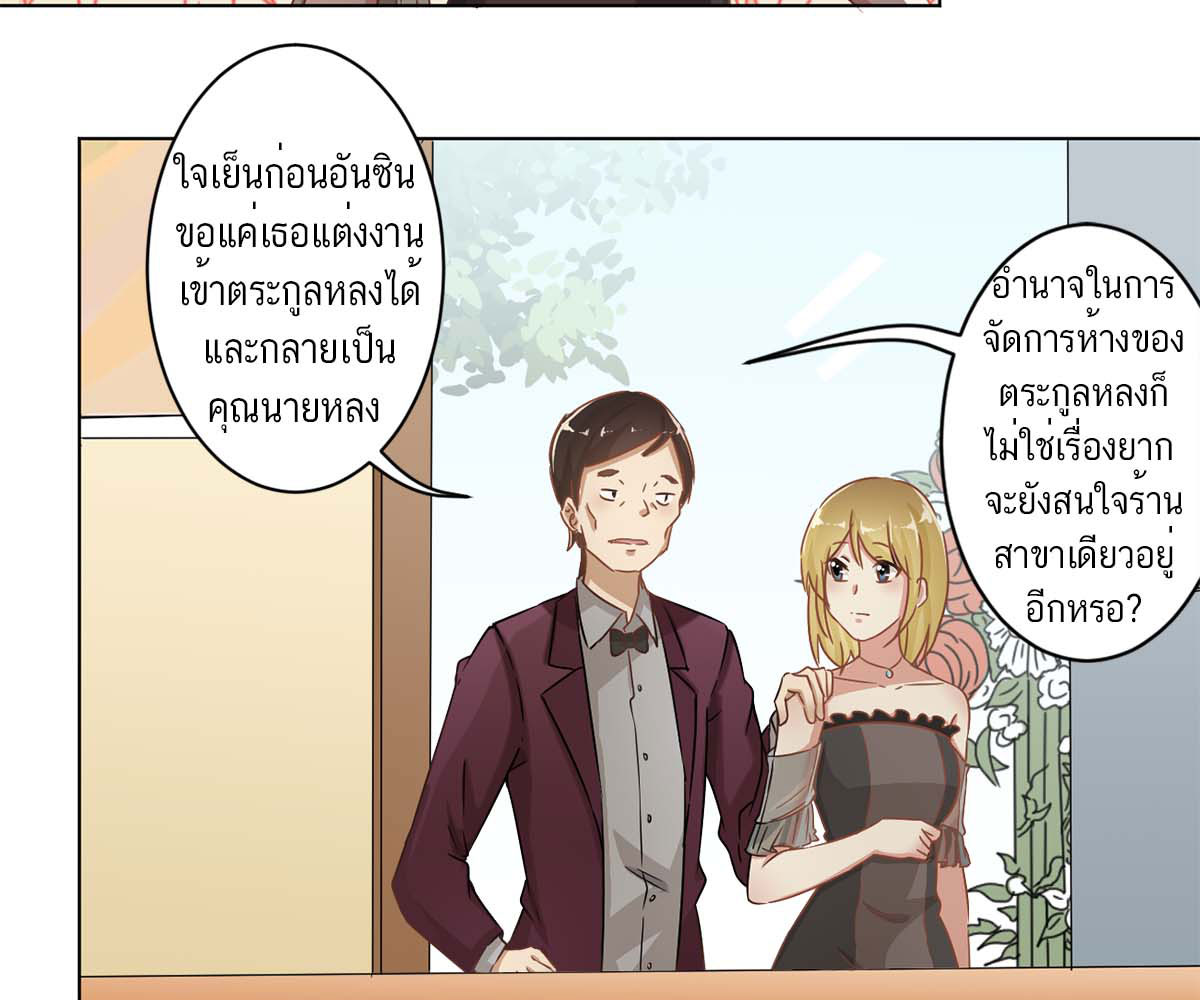 ใจเย็นก่อนอันซิน
ขอแค่เธอแต่งงาน
เข้าตระกูลหลงได้
และกลายเป็น
คุณนายหลง
อำนาจในการ
จัดการห้างของ
ตระกูลหลงก็
ไม่ใช่เรื่องยาก
จะยังสนใจร้าน
สาขาเดียวอยู่
อีกหรอ?